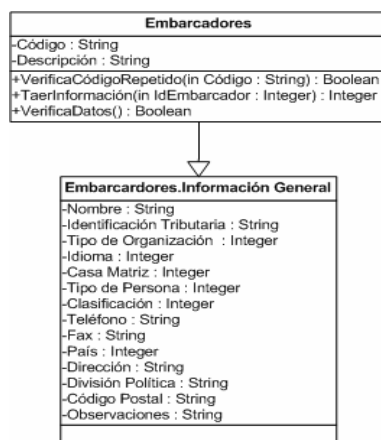 Embarcadores
-Código : String
-Descripción : String
+VerificaCódigoRepetido(in Código : String) : Boolean
+TaerInformación(in IdEmbarcador : Integer) : Integer
+VerificaDatos() : Boolean
Embarcardores.Información General
-Nombre : String
-Identificación Tributaria : String
-Tipo de Organización : Integer
-Idioma : Integer
-Casa Matriz : Integer
-Tipo de Persona : Integer
-Clasificación : Integer
-Teléfono : String
-Fax : String
-País : Integer
-Dirección : String
-División Política : String
-Código Postal : String
-Observaciones : String